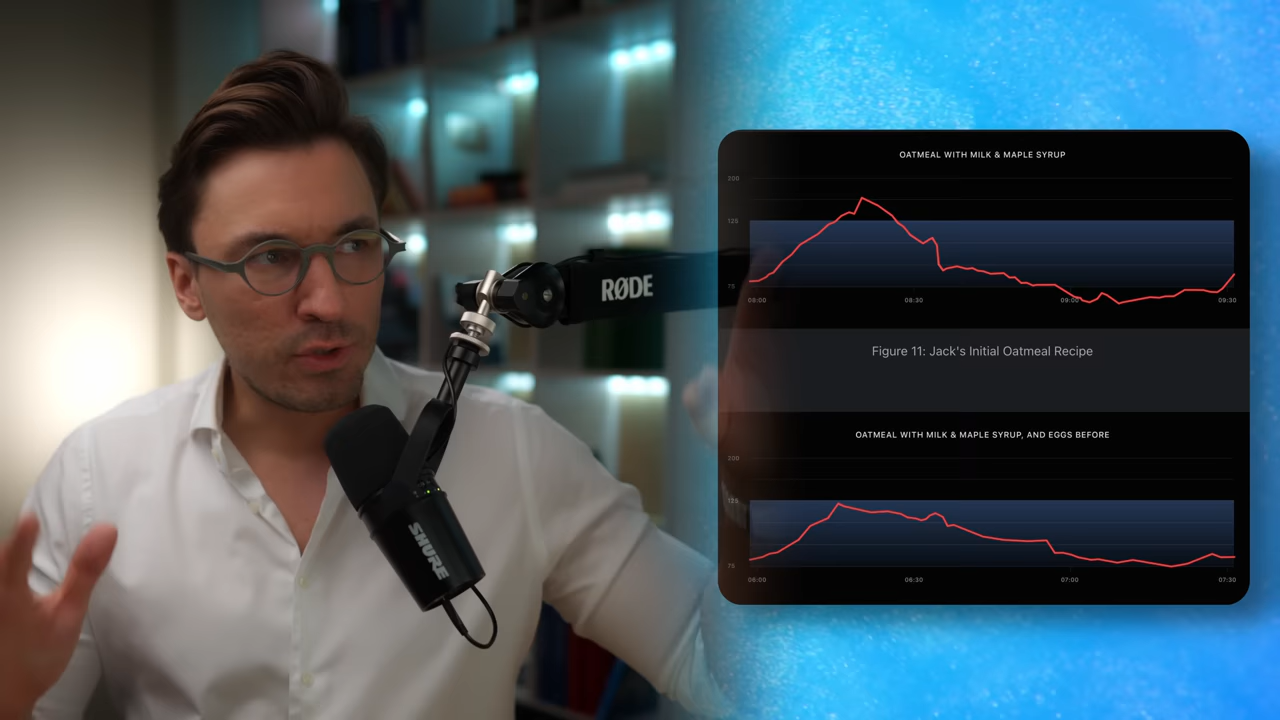 OATMEAL WITH MILK & MAPLE SYRUP
200
125
75
08:00 08:30 09:00 09:30
RØDE
Figure 11: Jack's Initial Oatmeal Recipe
OATMEAL WITH MILK & MAPLE SYRUP, AND EGGS BEFORE
200
125
SHURE
75
06:00 06:30 07:00 07:30